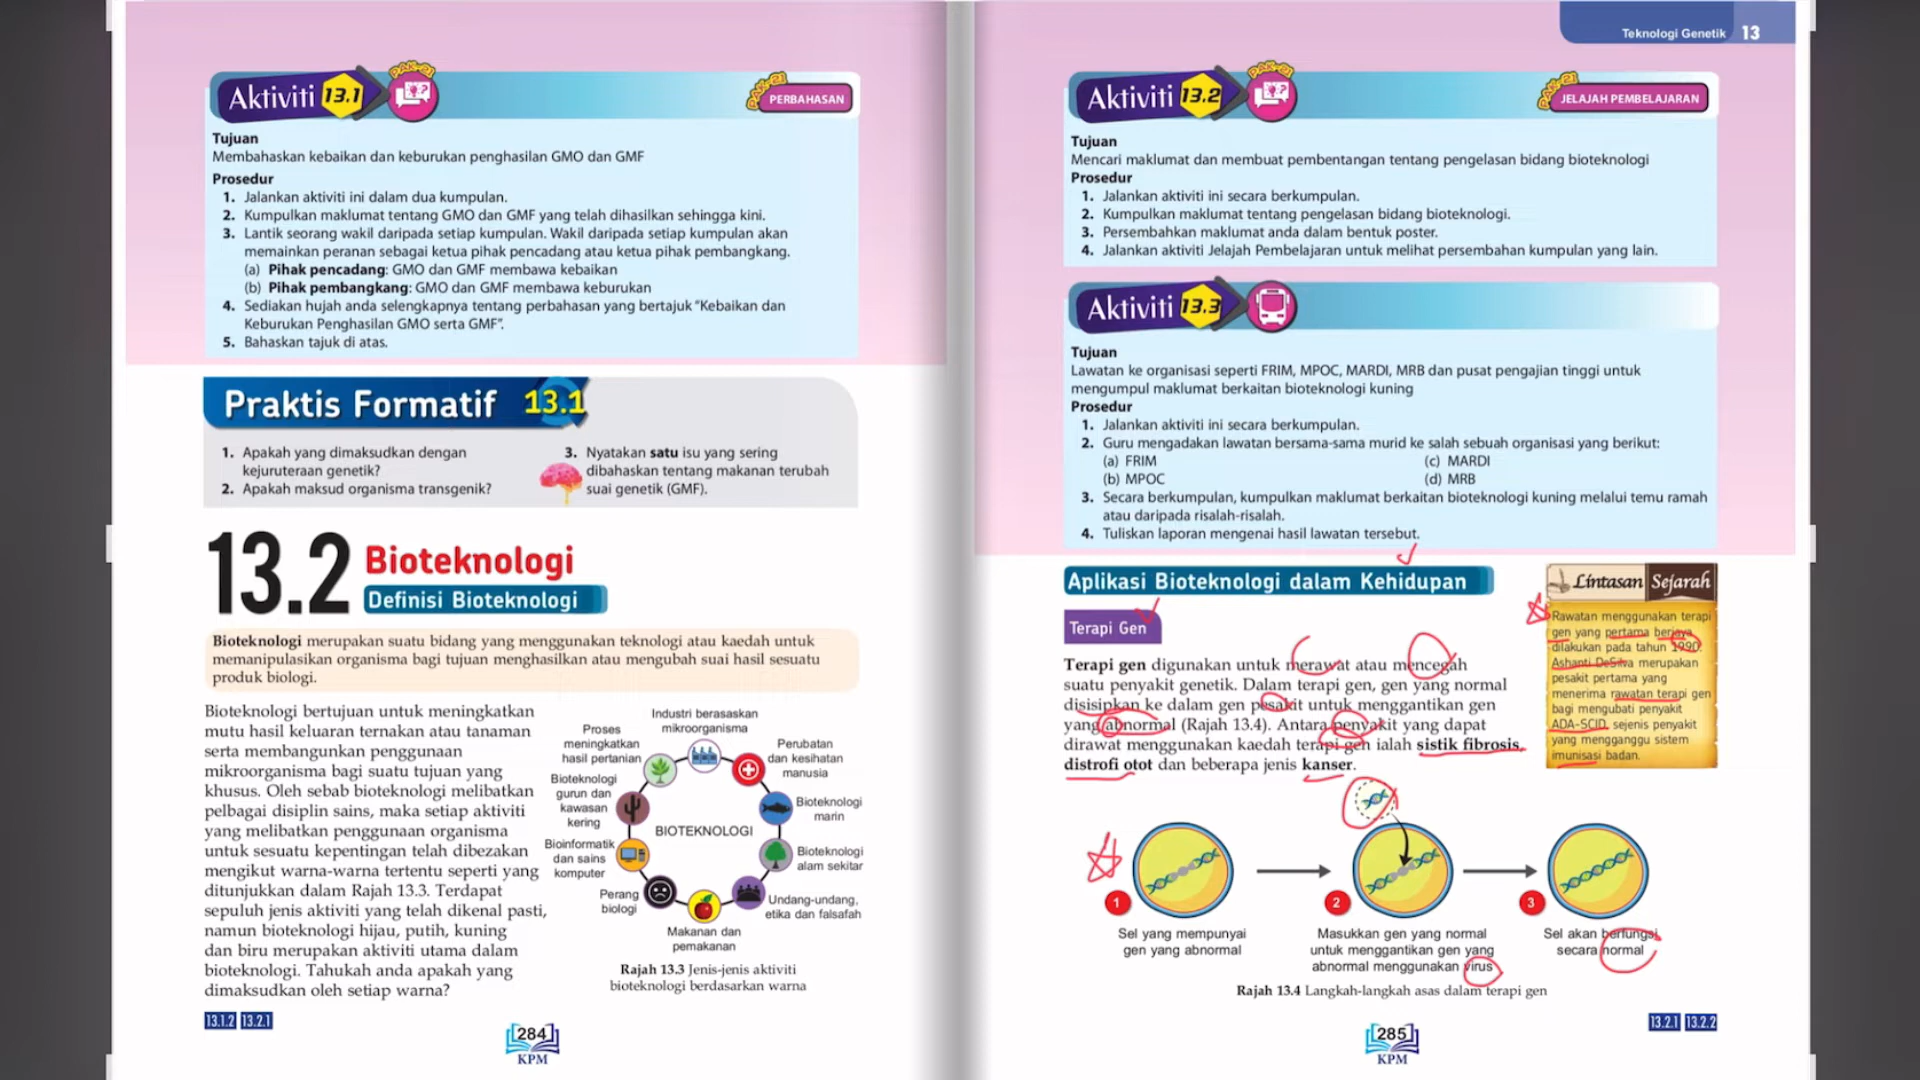 Aktiviti 13.1
PAK-21
PAK-21
PERBAHASAN
Tujuan
Membahaskan kebaikan dan keburukan penghasilan GMO dan GMF
Prosedur
1. Jalankan aktiviti ini dalam dua kumpulan.
2. Kumpulkan maklumat tentang GMO dan GMF yang telah dihasilkan sehingga kini.
3. Lantik seorang wakil daripada setiap kumpulan. Wakil daripada setiap kumpulan akan
memainkan peranan sebagai ketua pihak pencadang atau ketua pihak pembangkang.
(a) Pihak pencadang: GMO dan GMF membawa kebaikan
(b) Pihak pembangkang: GMO dan GMF membawa keburukan
4. Sediakan hujah anda selengkapnya tentang perbahasan yang bertajuk “Kebaikan dan
Keburukan Penghasilan GMO serta GMF”.
5. Bahaskan tajuk di atas.
Praktis Formatif 13.1
1. Apakah yang dimaksudkan dengan
kejuruteraan genetik?
2. Apakah maksud organisma transgenik?
3. Nyatakan satu isu yang sering
dibahaskan tentang makanan terubah
suai genetik (GMF).
13.2 Bioteknologi
Definisi Bioteknologi
Bioteknologi merupakan suatu bidang yang menggunakan teknologi atau kaedah untuk
memanipulasikan organisma bagi tujuan menghasilkan atau mengubah suai hasil sesuatu
produk biologi.
Bioteknologi bertujuan untuk meningkatkan
mutu hasil keluaran ternakan atau tanaman
serta membangunkan penggunaan
mikroorganisma bagi suatu tujuan yang
khusus. Oleh sebab bioteknologi melibatkan
pelbagai disiplin sains, maka setiap aktiviti
yang melibatkan penggunaan organisma
untuk sesuatu kepentingan telah dibezakan
mengikut warna-warna tertentu seperti yang
ditunjukkan dalam Rajah 13.3. Terdapat
sepuluh jenis aktiviti yang telah dikenal pasti,
namun bioteknologi hijau, putih, kuning
dan biru merupakan aktiviti utama dalam
bioteknologi. Tahukah anda apakah yang
dimaksudkan oleh setiap warna?
Industri berasaskan
mikroorganisma
Perubatan
dan kesihatan
manusia
Bioteknologi
marin
Bioteknologi
alam sekitar
Undang-undang,
etika dan falsafah
Makanan dan
pemakanan
Perang
biologi
Bioinformatik
dan sains
komputer
Bioteknologi
gurun dan
kawasan
kering
Proses
meningkatkan
hasil pertanian
BIOTEKNOLOGI
Rajah 13.3 Jenis-jenis aktiviti
bioteknologi berdasarkan warna
13.1.2 13.2.1
284
KPM
Teknologi Genetik 13
Aktiviti 13.2
PAK-21
PAK-21
JELAJAH PEMBELAJARAN
Tujuan
Mencari maklumat dan membuat pembentangan tentang pengelasan bidang bioteknologi
Prosedur
1. Jalankan aktiviti ini secara berkumpulan.
2. Kumpulkan maklumat tentang pengelasan bidang bioteknologi.
3. Persembahkan maklumat anda dalam bentuk poster.
4. Jalankan aktiviti Jelajah Pembelajaran untuk melihat persembahan kumpulan yang lain.
Aktiviti 13.3
Tujuan
Lawatan ke organisasi seperti FRIM, MPOC, MARDI, MRB dan pusat pengajian tinggi untuk
mengumpul maklumat berkaitan bioteknologi kuning
Prosedur
1. Jalankan aktiviti ini secara berkumpulan.
2. Guru mengadakan lawatan bersama-sama murid ke salah sebuah organisasi yang berikut:
(a) FRIM (c) MARDI
(b) MPOC (d) MRB
3. Secara berkumpulan, kumpulkan maklumat berkaitan bioteknologi kuning melalui temu ramah
atau daripada risalah-risalah.
4. Tuliskan laporan mengenai hasil lawatan tersebut.
Aplikasi Bioteknologi dalam Kehidupan
Terapi Gen
Terapi gen digunakan untuk merawat atau mencegah
suatu penyakit genetik. Dalam terapi gen, gen yang normal
disisipkan ke dalam gen pesakit untuk menggantikan gen
yang abnormal (Rajah 13.4). Antara penyakit yang dapat
dirawat menggunakan kaedah terapi gen ialah sistik fibrosis,
distrofi otot dan beberapa jenis kanser.
Lintasan Sejarah
Rawatan menggunakan terapi
gen yang pertama berjaya
dilakukan pada tahun 1990.
Ashanti DeSilva merupakan
pesakit pertama yang
menerima rawatan terapi gen
bagi mengubati penyakit
ADA-SCID, sejenis penyakit
yang mengganggu sistem
imunisasi badan.
1
Sel yang mempunyai
gen yang abnormal
2
Masukkan gen yang normal
untuk menggantikan gen yang
abnormal menggunakan virus
3
Sel akan berfungsi
secara normal
Rajah 13.4 Langkah-langkah asas dalam terapi gen
13.2.1 13.2.2
285
KPM